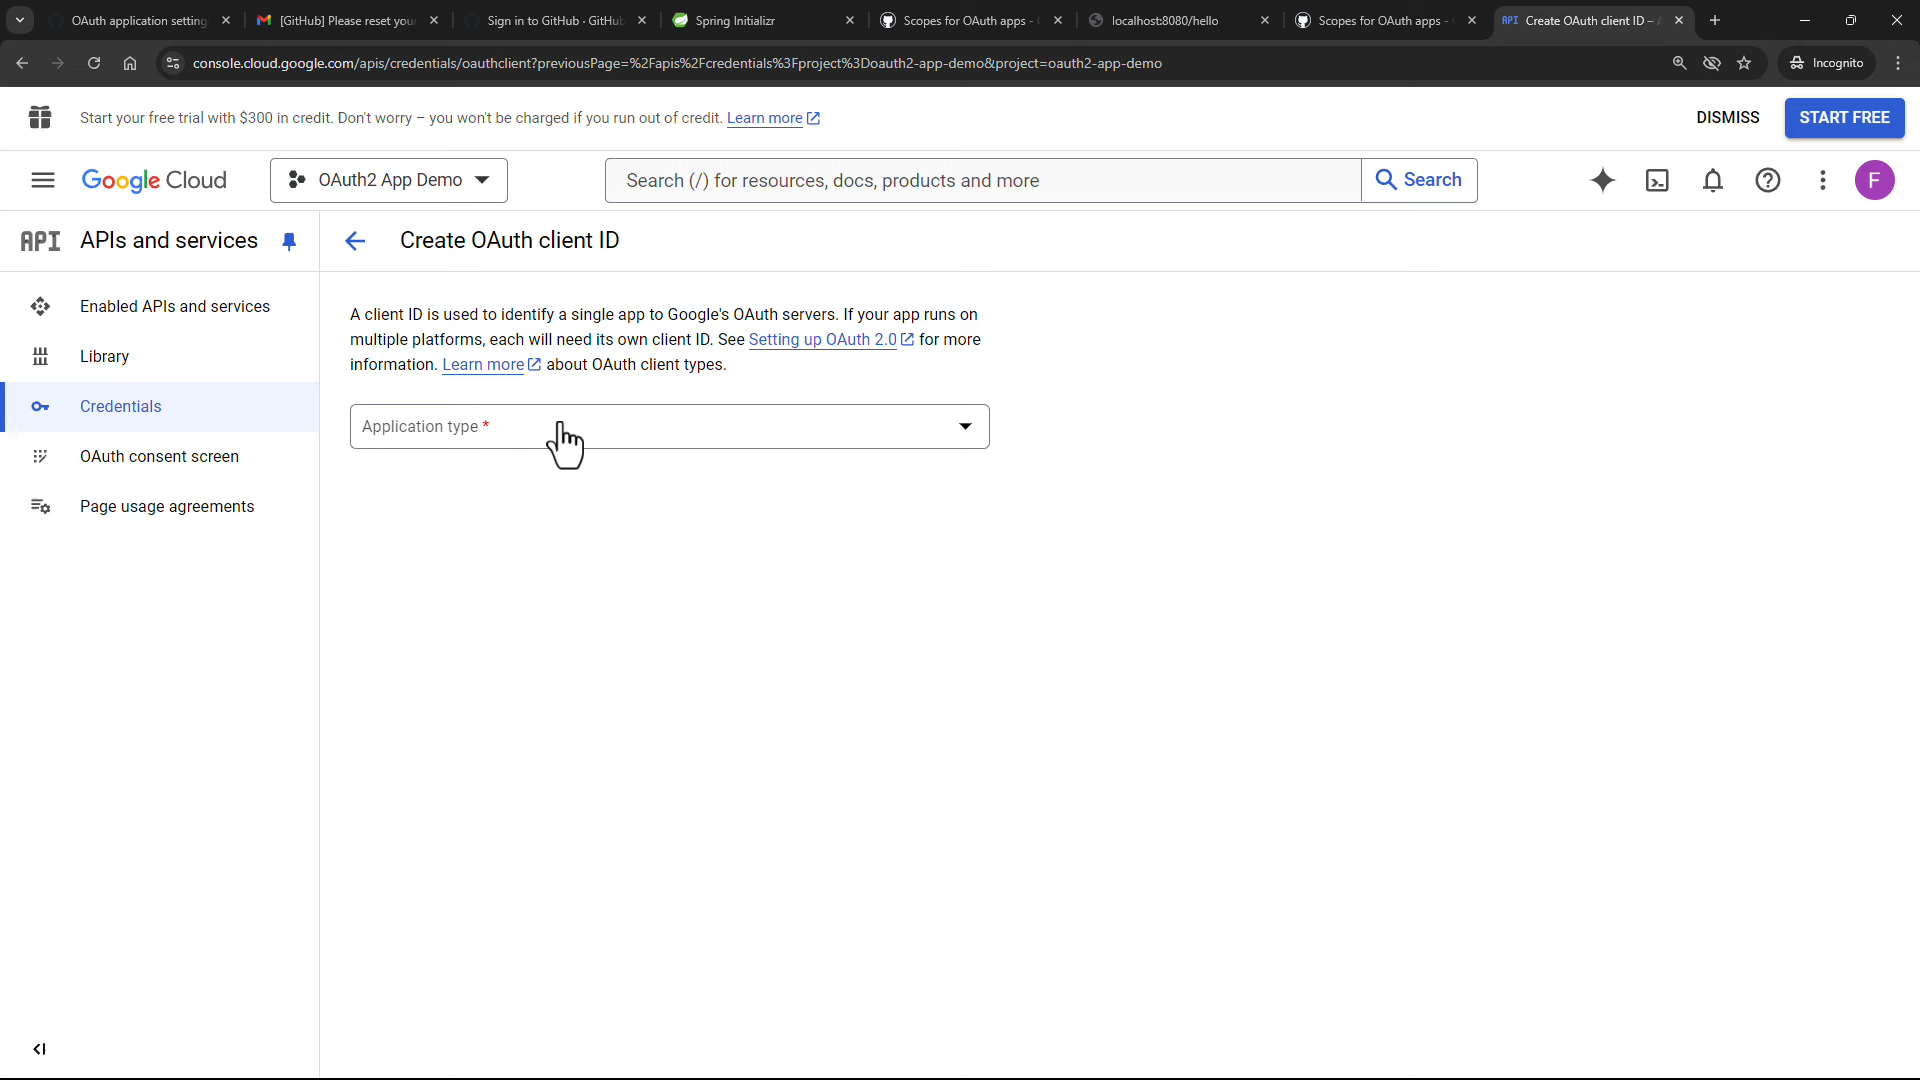 OAuth application setting
[GitHub] Please reset you
Sign in to GitHub · GitHub
Spring Initializr
Scopes for OAuth apps -
localhost:8080/hello
Scopes for OAuth apps -
API Create OAuth client ID –
console.cloud.google.com/apis/credentials/oauthclient?previousPage=%2Fapis%2Fcredentials%3Fproject%3Doauth2-app-demo&project=oauth2-app-demo
Incognito
Start your free trial with $300 in credit. Don't worry – you won't be charged if you run out of credit. Learn more
DISMISS
START FREE
Google Cloud
OAuth2 App Demo
Search (/) for resources, docs, products and more
Search
F
API APIs and services
Create OAuth client ID
Enabled APIs and services
Library
Credentials
OAuth consent screen
Page usage agreements
A client ID is used to identify a single app to Google's OAuth servers. If your app runs on
multiple platforms, each will need its own client ID. See Setting up OAuth 2.0 for more
information. Learn more about OAuth client types.
Application type *